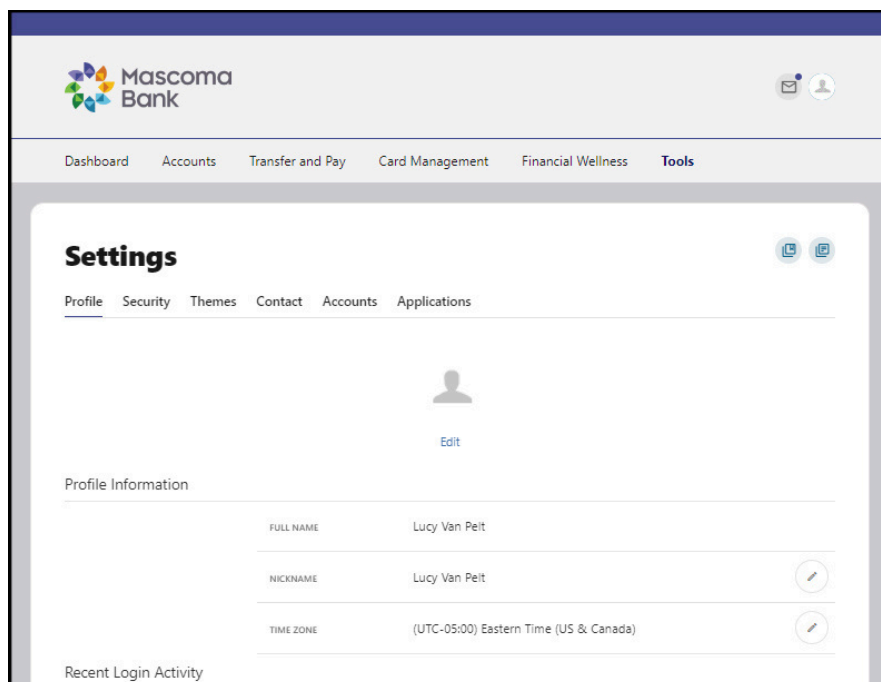 Mascoma
Bank
Dashboard Accounts Transfer and Pay Card Management Financial Wellness Tools
Settings
Profile Security Themes Contact Accounts Applications
Edit
Profile Information
FULL NAME Lucy Van Pelt
NICKNAME Lucy Van Pelt
TIME ZONE (UTC-05:00) Eastern Time (US & Canada)
Recent Login Activity